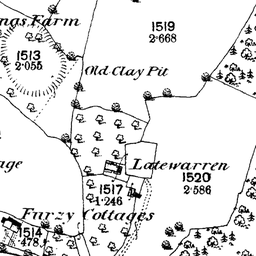 ngs Farm
1519
2·668
1513
2·055
Old Clay Pit
Latewarren
age
1520
2·586
1517
1·246
Furzy Cottages
1514
·478